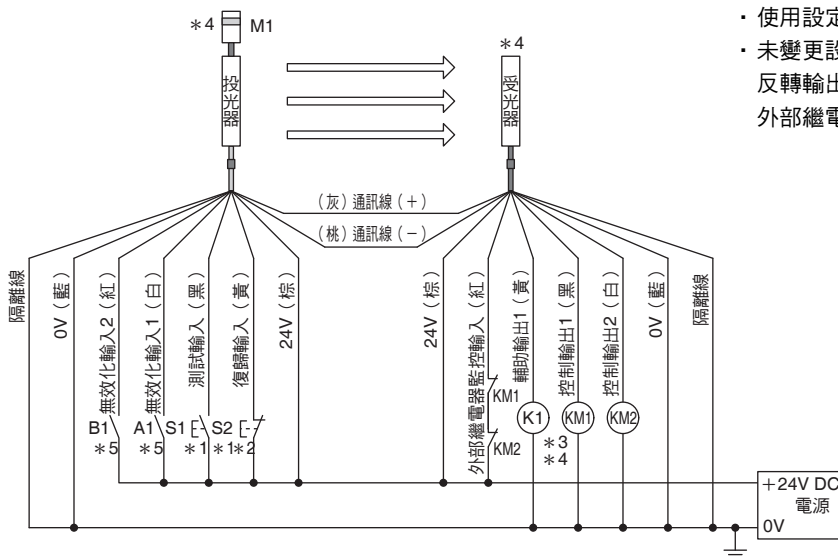 ＊4 M1
投光器
＊4
受光器
・使用設定
・未變更設
反轉輸出
外部繼電
（灰）通訊線（＋）
（桃）通訊線（－）
隔離線
0V（藍）
無效化輸入2（紅）
無效化輸入1（白）
測試輸入（黑）
復歸輸入（黃）
24V（棕）
24V（棕）
外部繼電器監控輸入（紅）
輔助輸出1（黃）
控制輸出1（黑）
控制輸出2（白）
0V（藍）
隔離線
B1
＊5
A1
＊5
S1
＊1
S2
＊1＊2
KM1
KM2
K1
＊3
＊4
KM1
KM2
＋24V DC
電源
0V